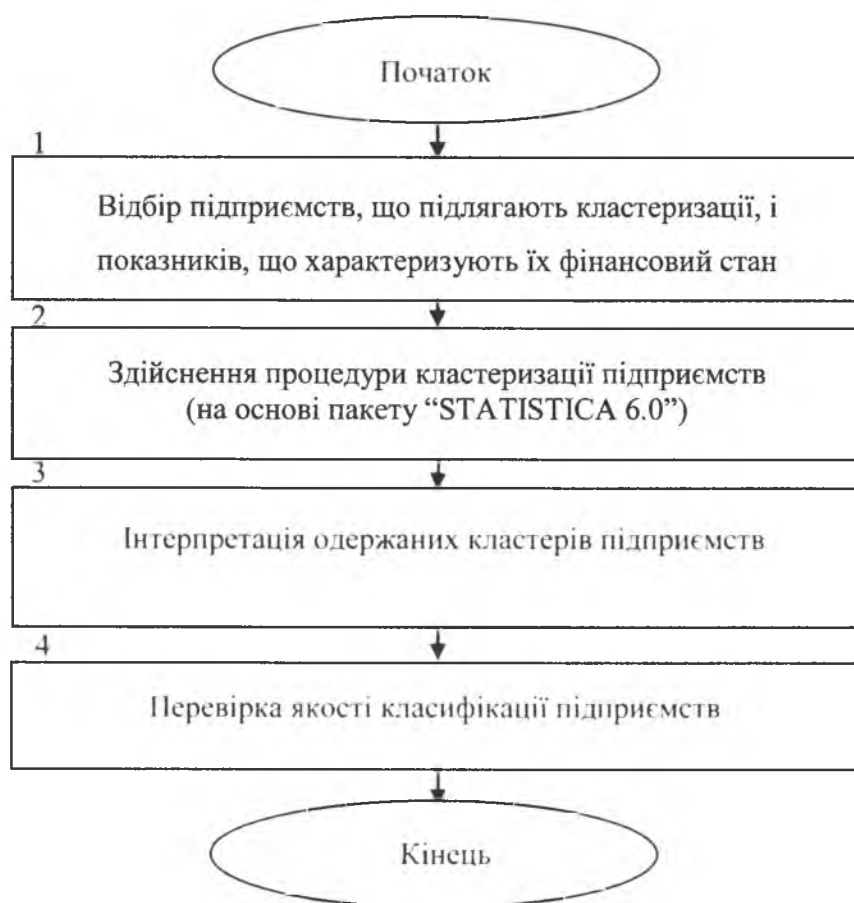 Початок
1
Відбір підприємств, що підлягають кластеризації, і
показників, що характеризують їх фінансовий стан
2
Здійснення процедури кластеризації підприємств
(на основі пакету “STATISTICA 6.0”)
3
Інтерпретація одержаних кластерів підприємств
4
Перевірка якості класифікації підприємств
Кінець